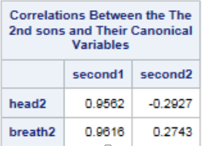 Correlations Between the The
2nd sons and Their Canonical
Variables
second1 second2
head2 0.9562 -0.2927
breath2 0.9616 0.2743